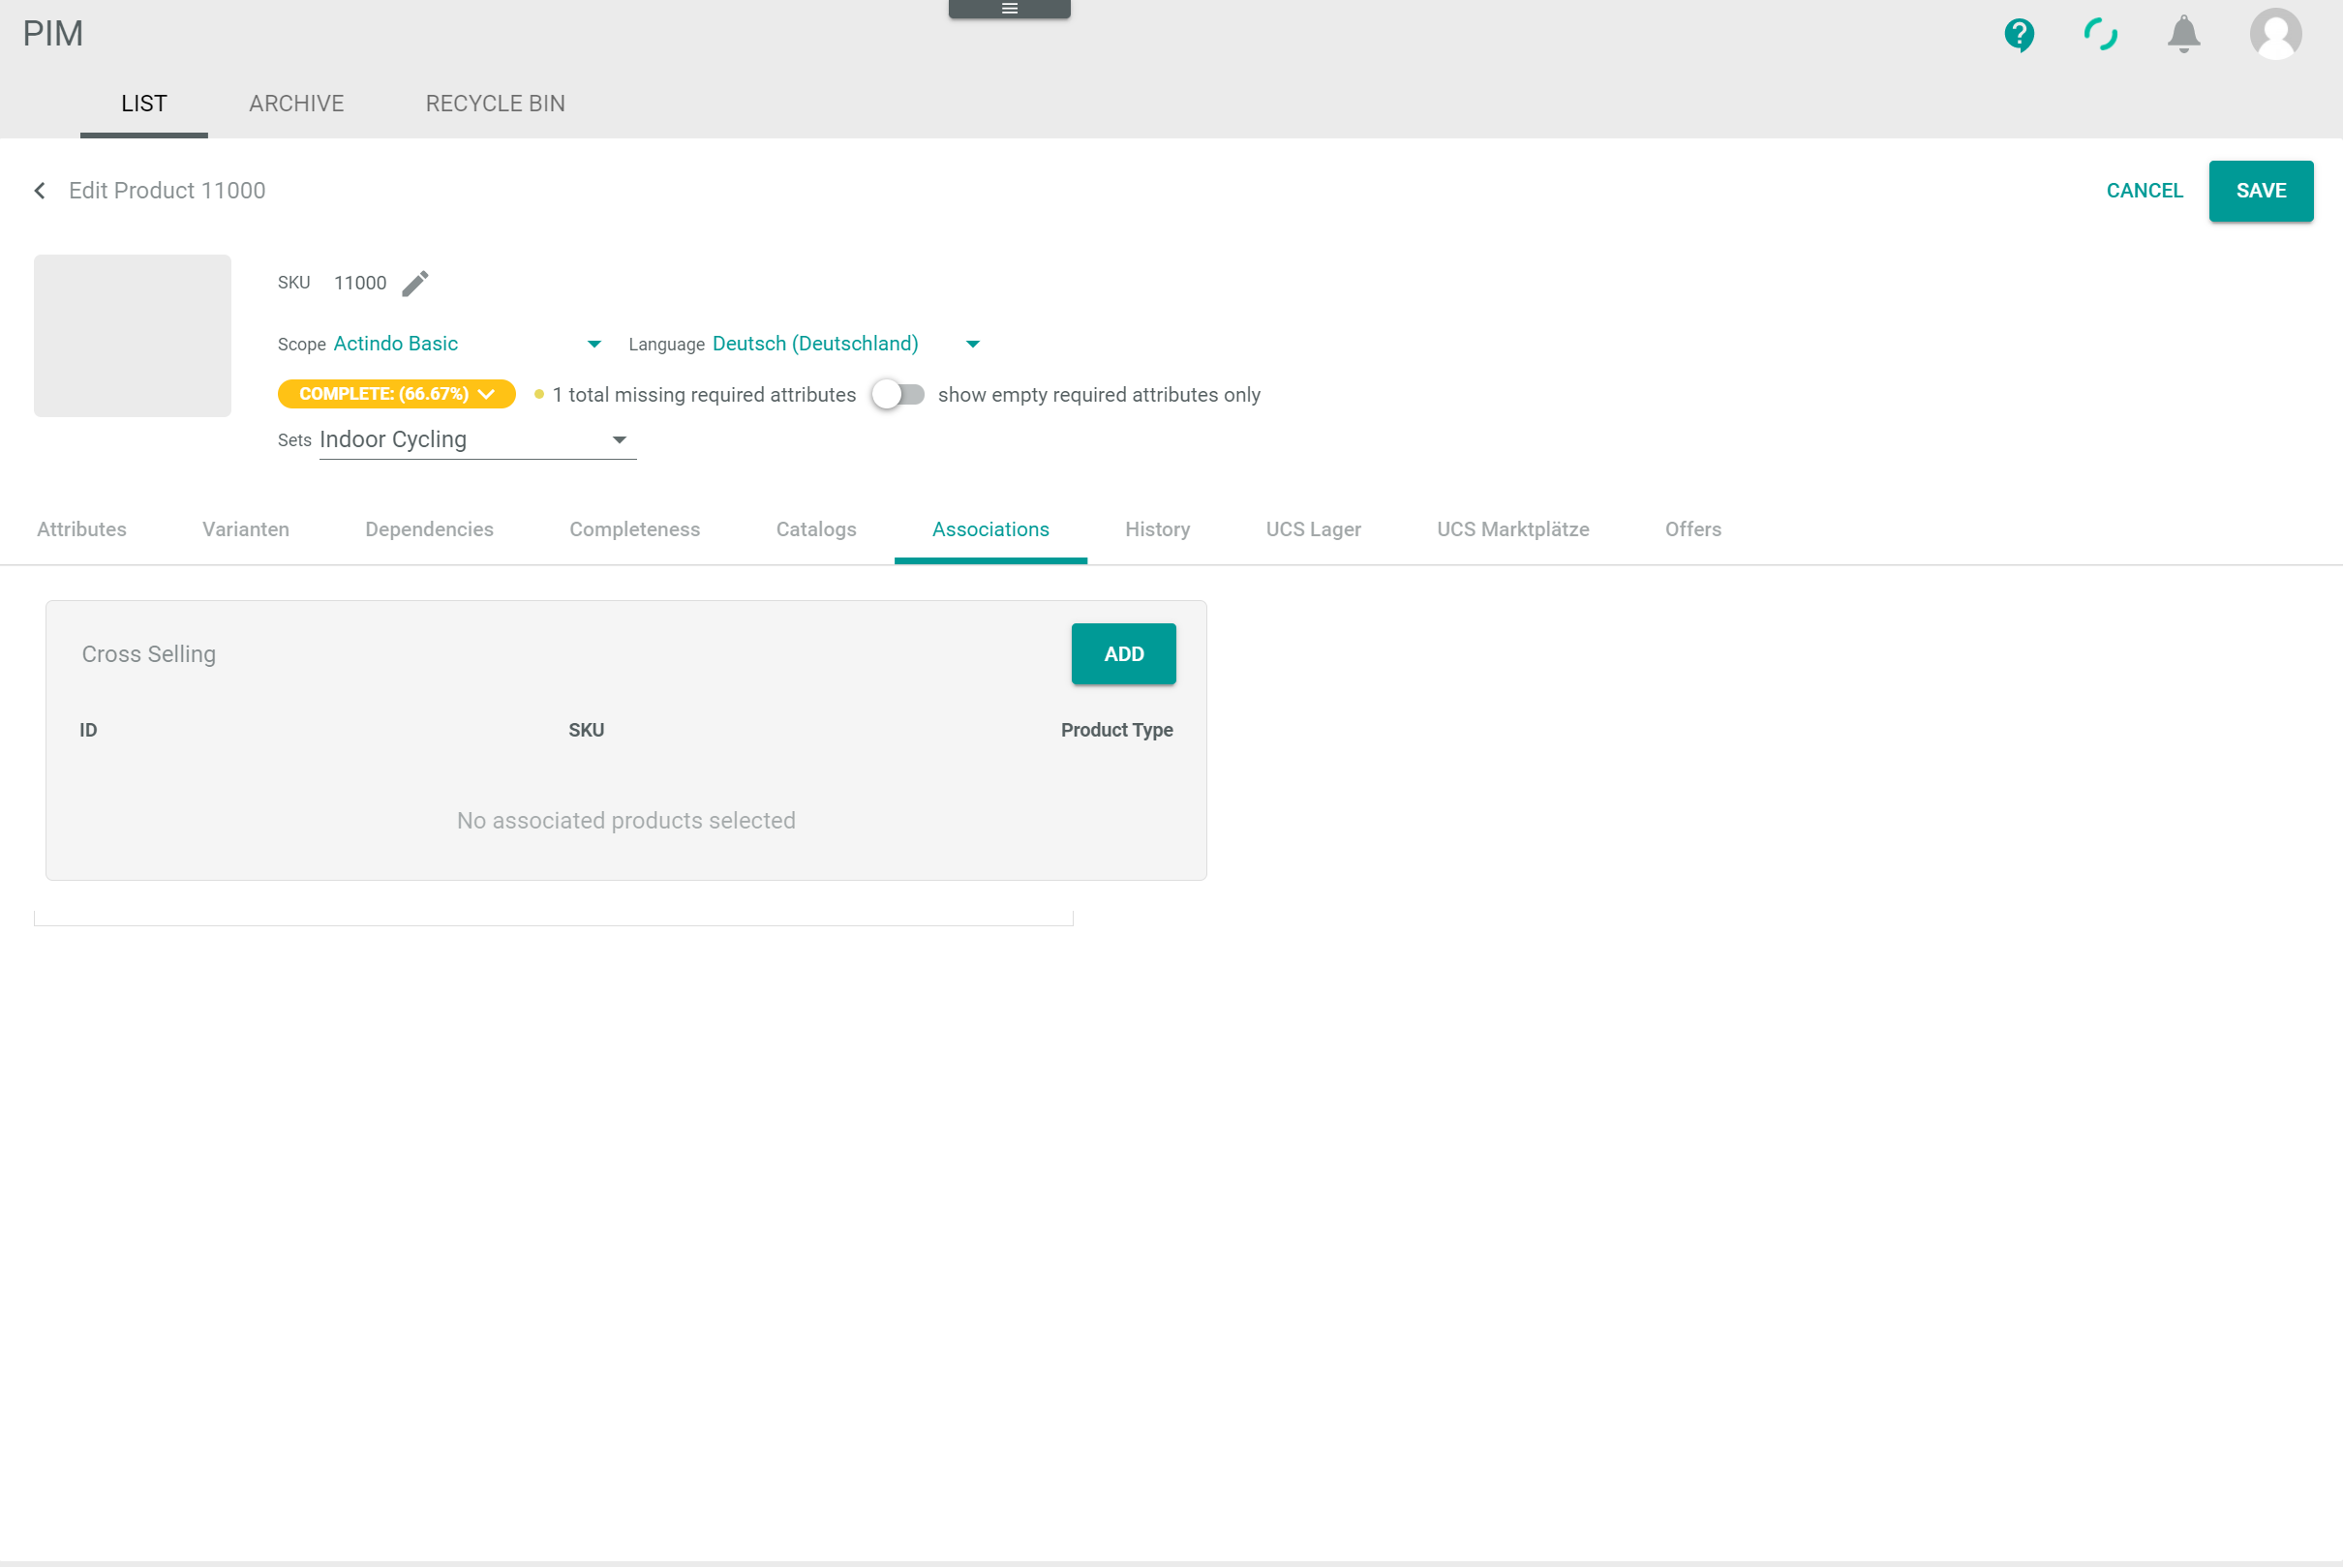 PIM
LIST ARCHIVE RECYCLE BIN
Edit Product 11000 CANCEL SAVE
SKU 11000
Scope Actindo Basic Language Deutsch (Deutschland)
COMPLETE: (66.67%) 1 total missing required attributes show empty required attributes only
Sets Indoor Cycling
Attributes Varianten Dependencies Completeness Catalogs Associations History UCS Lager UCS Marktplätze Offers
Cross Selling ADD
ID SKU Product Type
No associated products selected